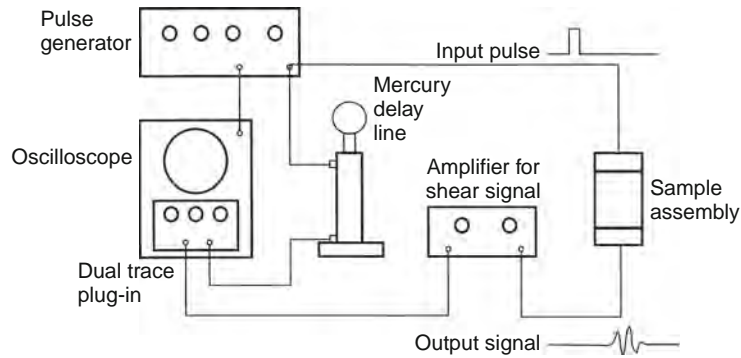 Pulse
generator
Input pulse
Mercury
delay
line
Oscilloscope
Amplifier for
shear signal
Sample
assembly
Dual trace
plug-in
Output signal